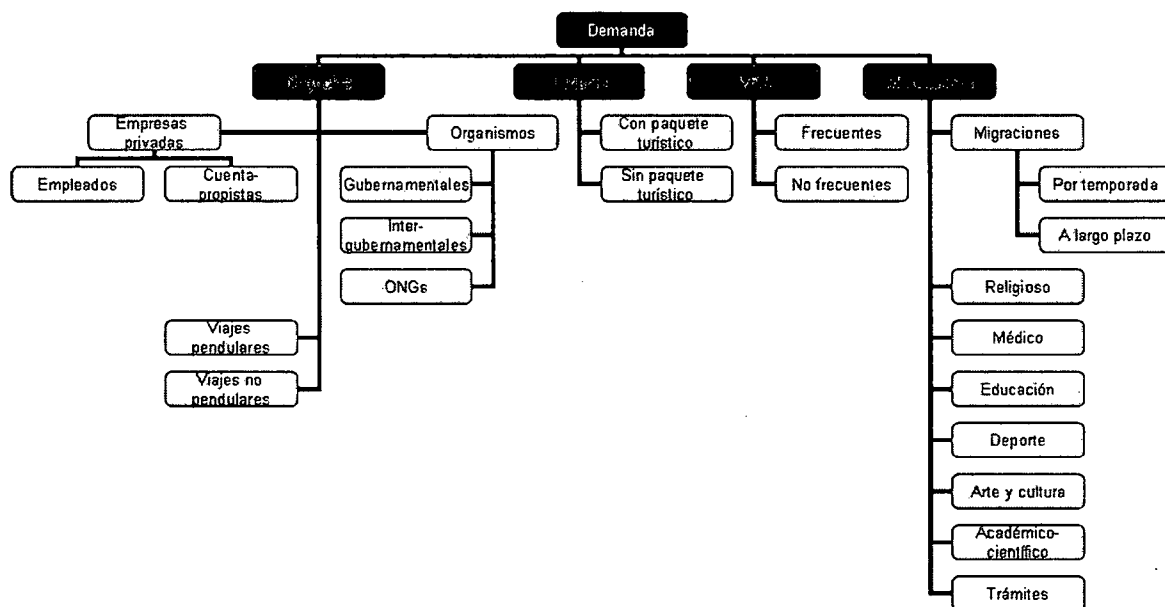 Demanda
Empresas
privadas
Empleados
Cuenta-
propistas
Organismos
Gubernamentales
Inter-
gubernamentales
ONGs
Viajes
pendulares
Viajes no
pendulares
Con paquete
turístico
Sin paquete
turístico
Frecuentes
No frecuentes
Migraciones
Por temporada
A largo plazo
Religioso
Médico
Educación
Deporte
Arte y cultura
Académico-
científico
Trámites